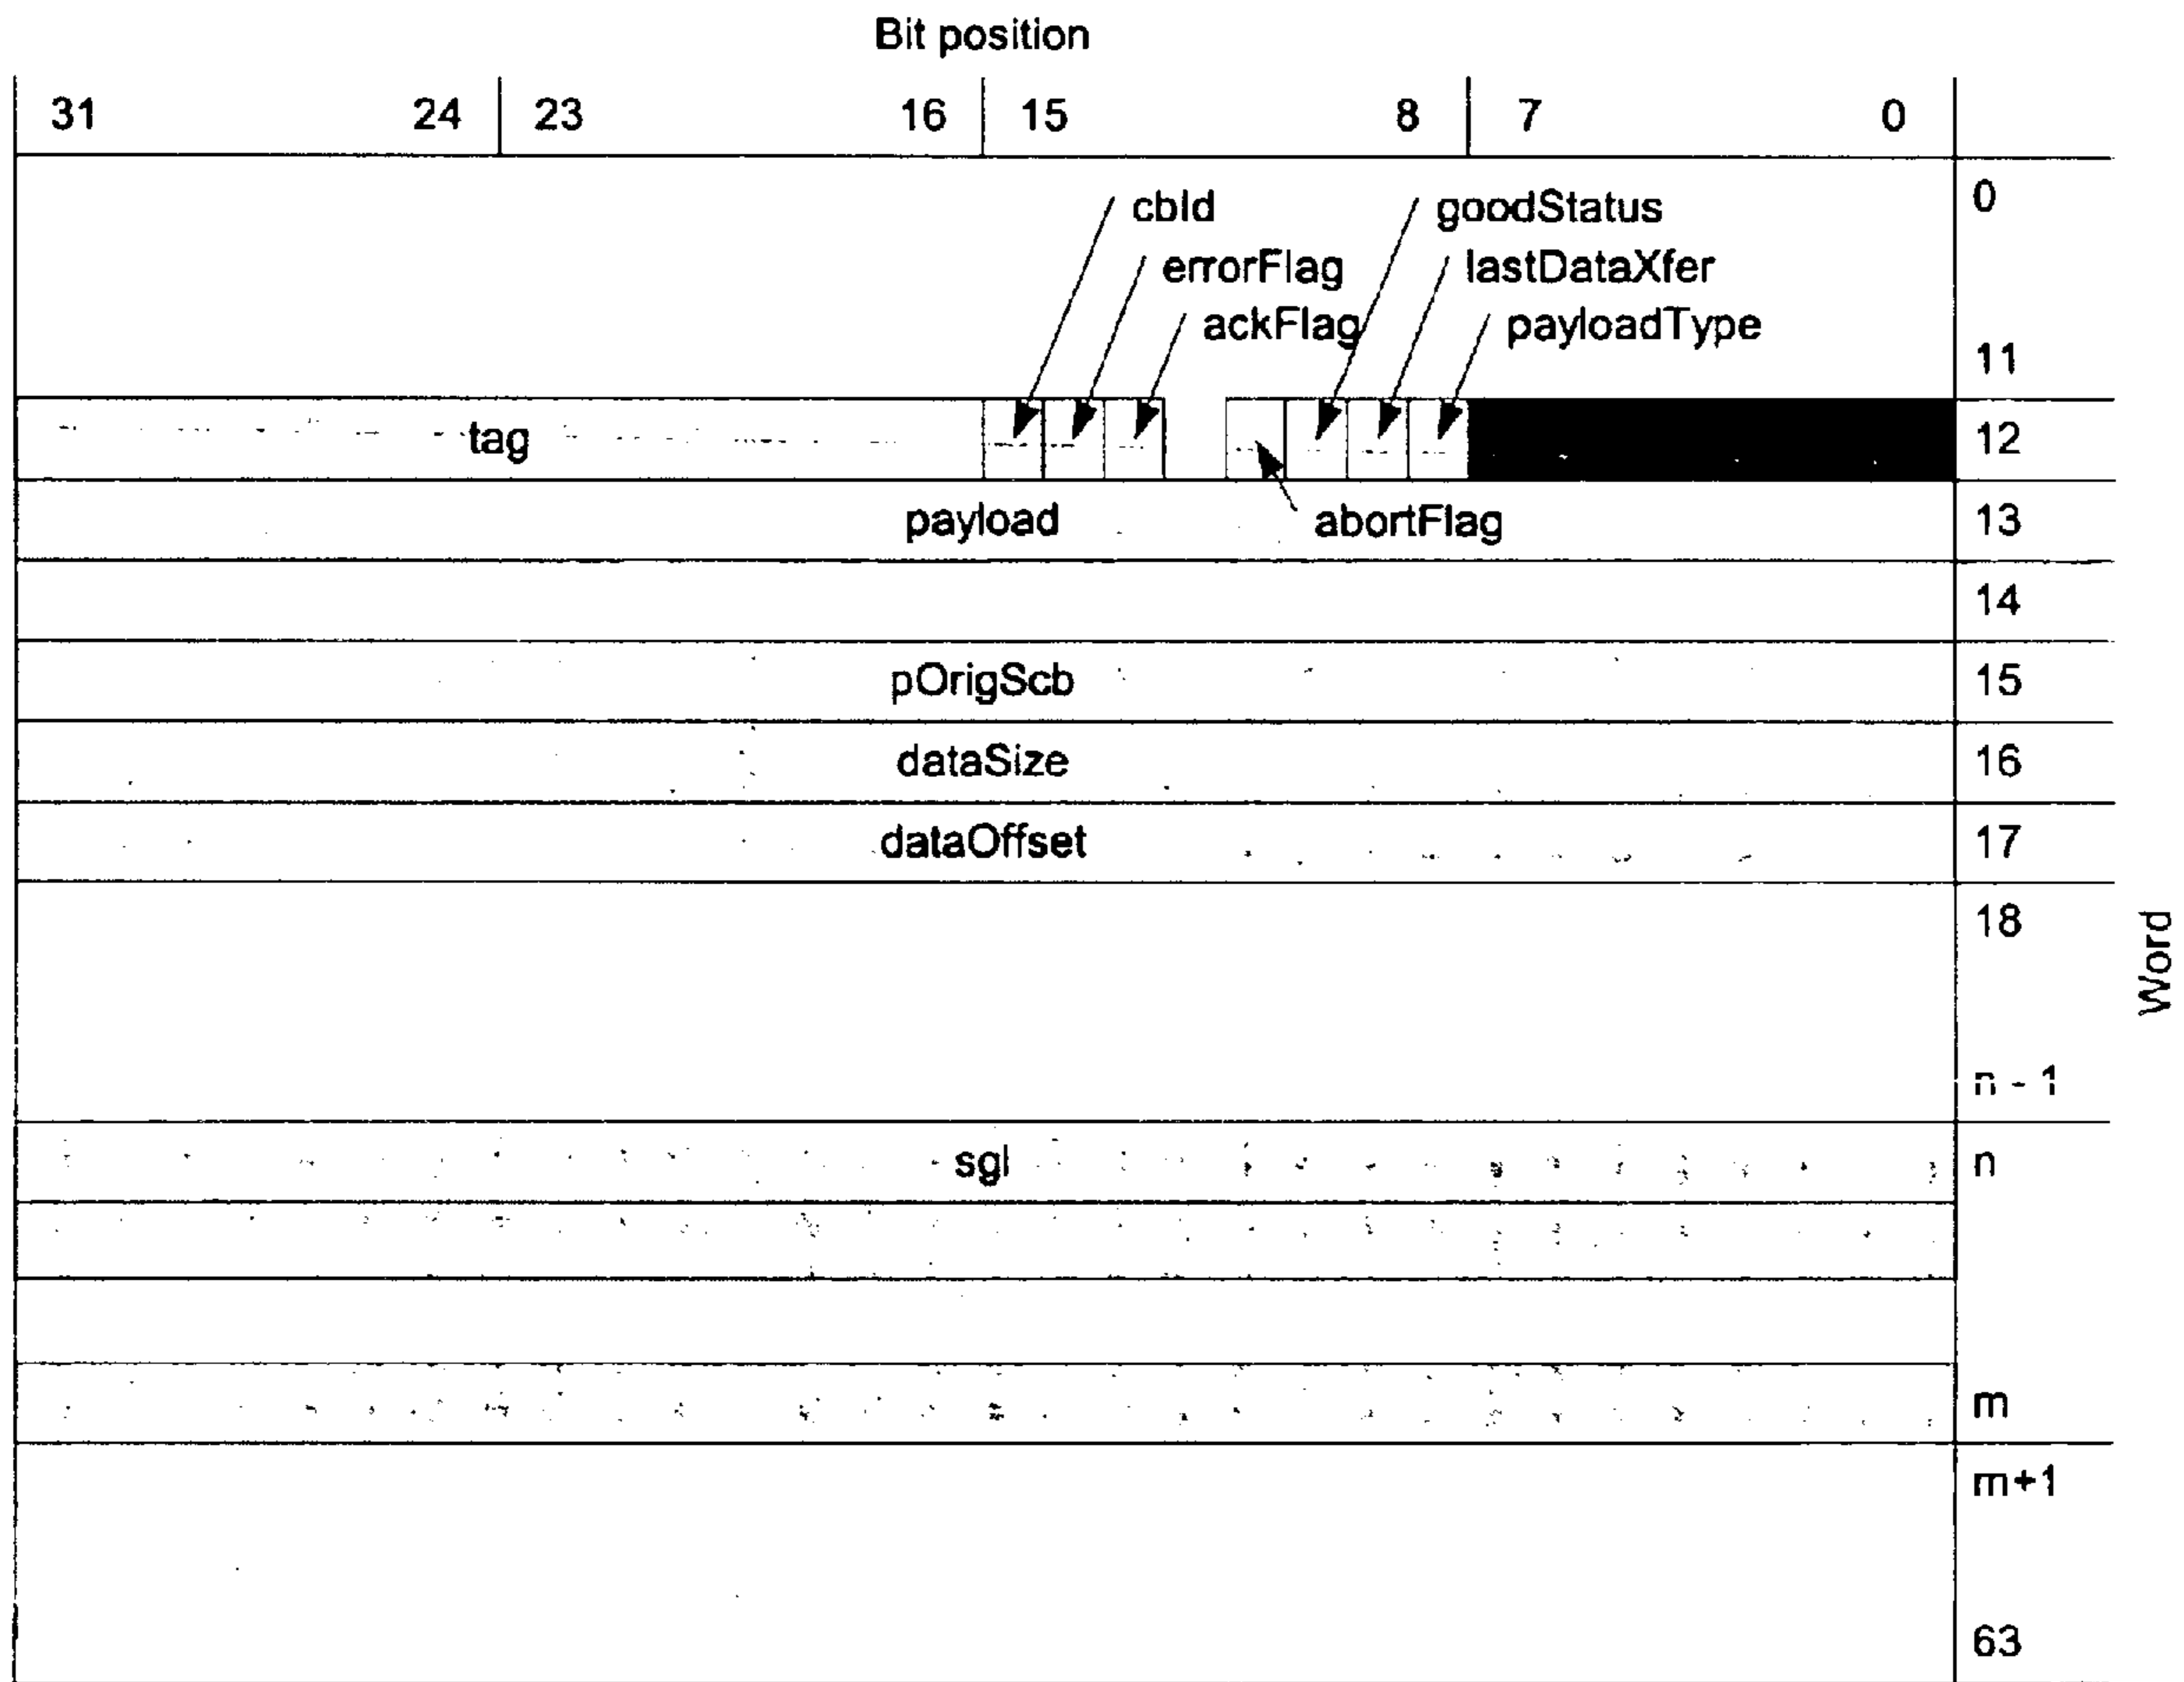 Bit position
31 24 23 16 15 8 7 0
0
cbId goodStatus
errorFlag lastDataXfer
ackFlag payloadType
11
tag 12
payload abortFlag 13
14
pOrigScb 15
dataSize 16
dataOffset 17
18
Word
n - 1
sgl n
m
m+1
63